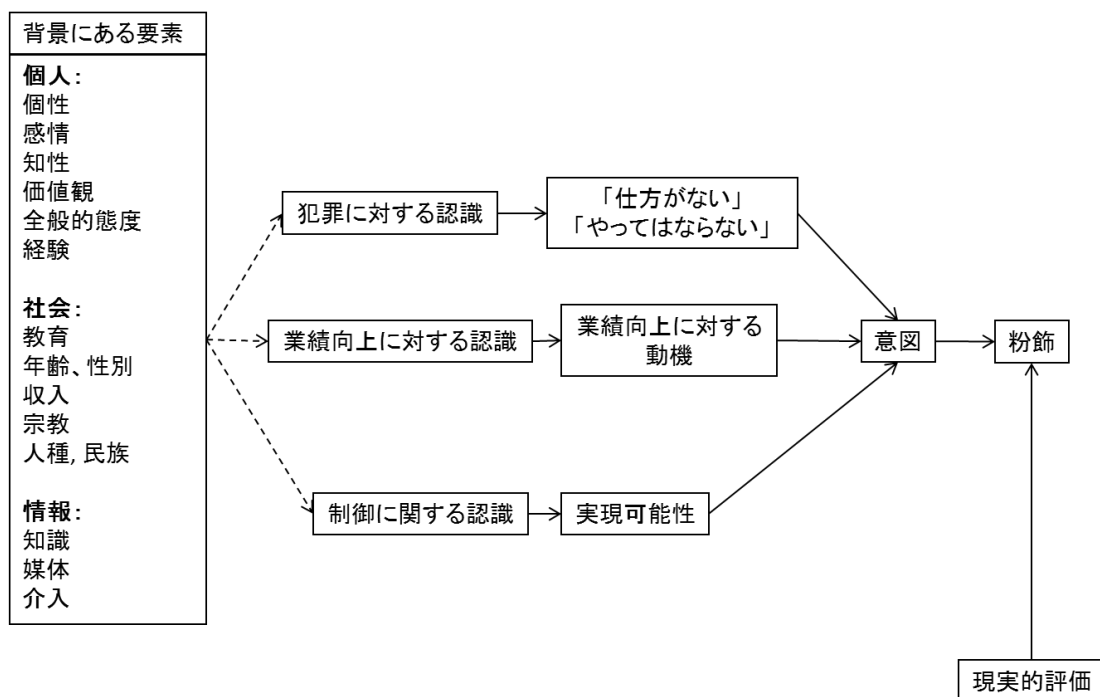 背景にある要素
個人：
個性
感情
知性
価値観
全般的態度
経験
社会：
教育
年齢、性別
収入
宗教
人種, 民族
情報：
知識
媒体
介入
犯罪に対する認識
「仕方がない」
「やってはならない」
業績向上に対する認識
業績向上に対する
動機
意図
粉飾
制御に関する認識
実現可能性
現実的評価